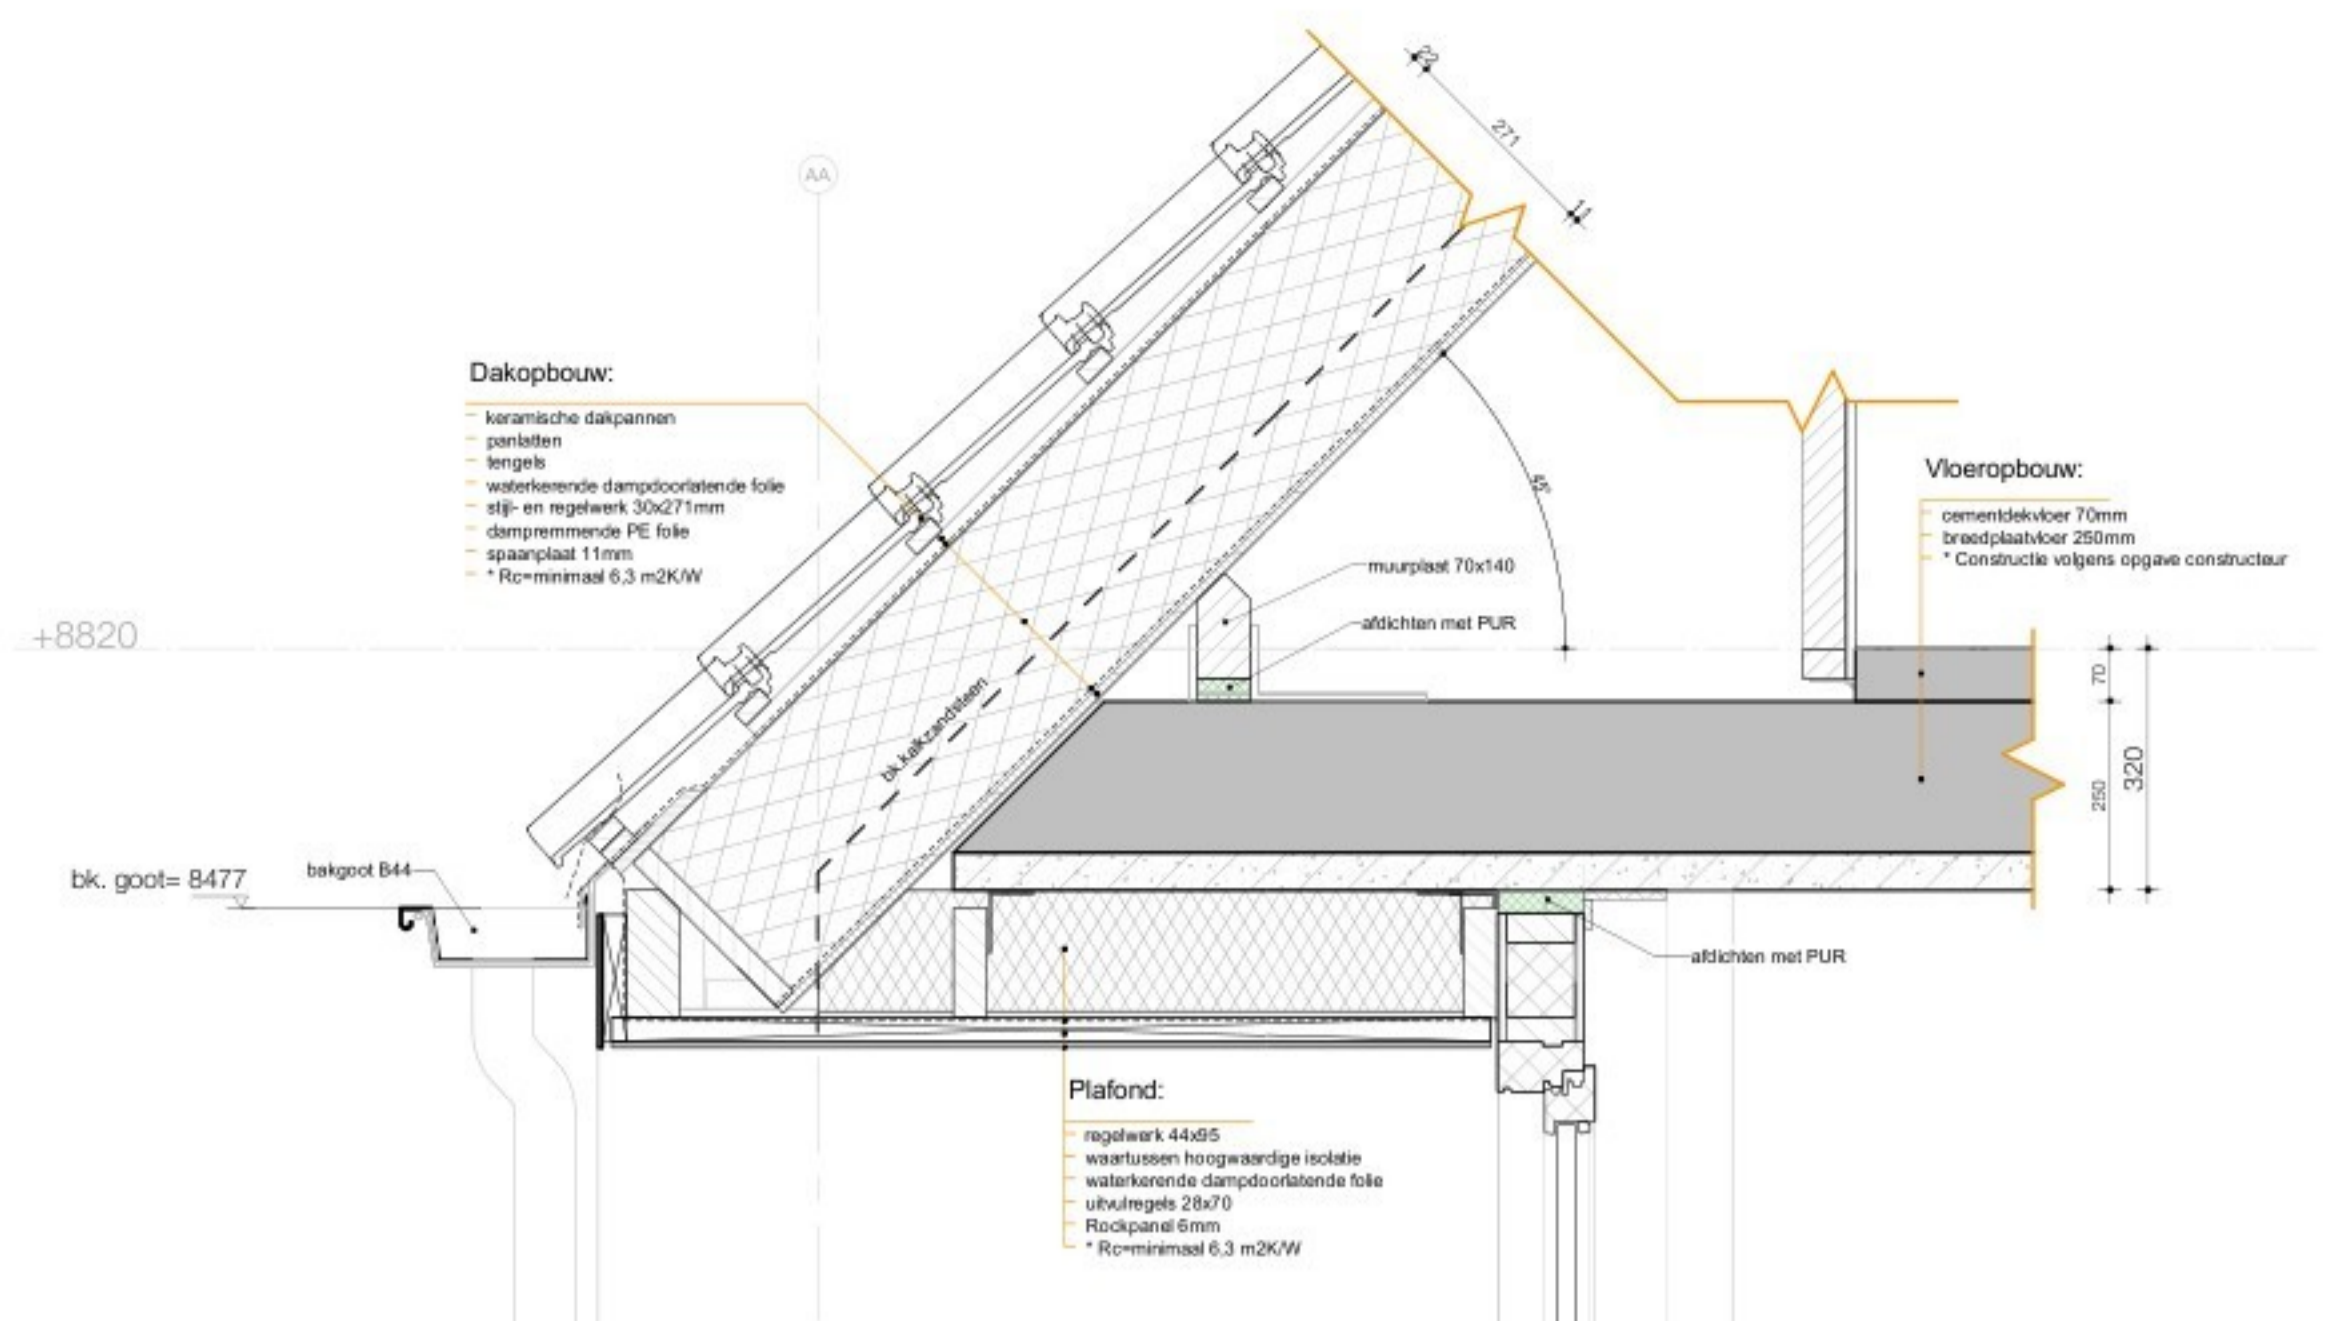 22
271
11
AA
Dakopbouw:
keramische dakpannen
panlatten
tengels
waterkerende dampdoorlatende folie
stijl- en regelwerk 30x271mm
dampremmende PE folie
spaanplaat 11mm
* Rc=minimaal 6,3 m2K/W
45°
Vloeropbouw:
cementdekvloer 70mm
breedplaatvloer 250mm
* Constructie volgens opgave constructeur
muurplaat 70x140
afdichten met PUR
+8820
70
250
320
bk.kalkzandsteen
bk. goot= 8477
bakgoot B44
afdichten met PUR
Plafond:
regelwerk 44x95
waartussen hoogwaardige isolatie
waterkerende dampdoorlatende folie
uitvulregels 28x70
Rockpanel 6mm
* Rc=minimaal 6,3 m2K/W